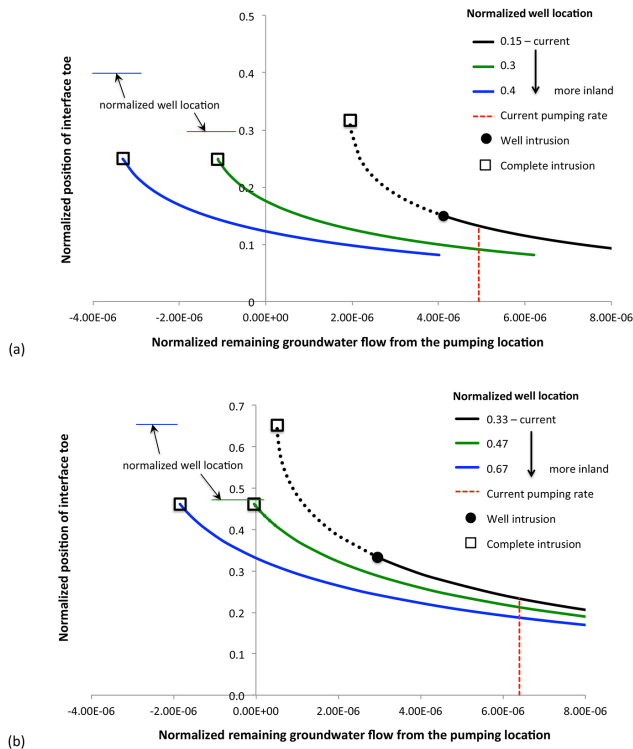 Normalized position of interface toe
0.5
0.4
0.3
0.2
0.1
0
-4.00E-06 -2.00E-06 0.00E+00 2.00E-06 4.00E-06 6.00E-06 8.00E-06
Normalized remaining groundwater flow from the pumping location
normalized well location
Normalized well location
0.15 – current
0.3
0.4 more inland
Current pumping rate
Well intrusion
Complete intrusion
(a)
Normalized position of interface toe
0.7
0.6
0.5
0.4
0.3
0.2
0.1
0.0
-4.00E-06 -2.00E-06 0.00E+00 2.00E-06 4.00E-06 6.00E-06 8.00E-06
Normalized remaining groundwater flow from the pumping location
normalized well location
Normalized well location
0.33 – current
0.47
0.67 more inland
Current pumping rate
Well intrusion
Complete intrusion
(b)